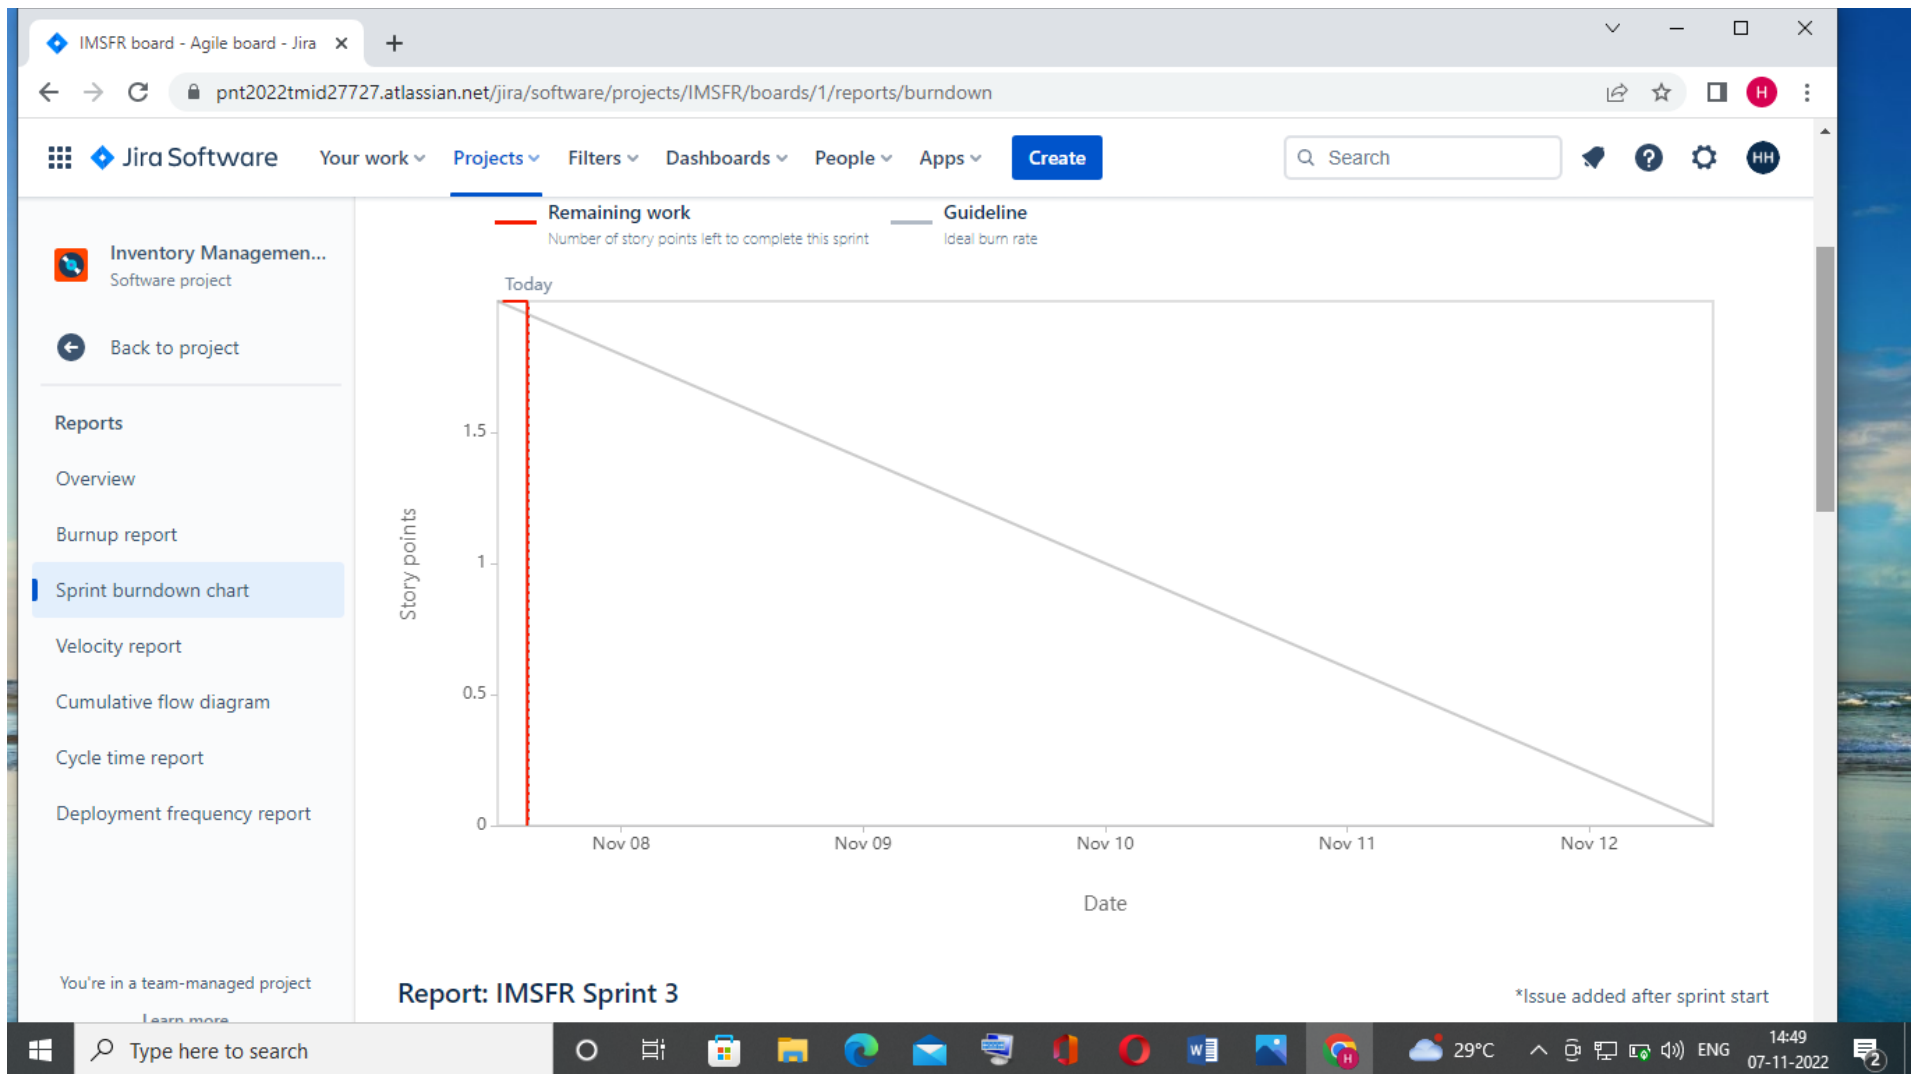 IMSFR board - Agile board - Jira
pnt2022tmid27727.atlassian.net/jira/software/projects/IMSFR/boards/1/reports/burndown
H
Jira Software Your work Projects Filters Dashboards People Apps Create Search HH
Inventory Managemen...
Software project
Back to project
Reports
Overview
Burnup report
Sprint burndown chart
Velocity report
Cumulative flow diagram
Cycle time report
Deployment frequency report
You're in a team-managed project
Learn more
Remaining work
Number of story points left to complete this sprint
Guideline
Ideal burn rate
Today
1.5
1
0.5
0
Story points
Nov 08 Nov 09 Nov 10 Nov 11 Nov 12
Date
Report: IMSFR Sprint 3
*Issue added after sprint start
Type here to search
29°C
ENG
14:49
07-11-2022
2